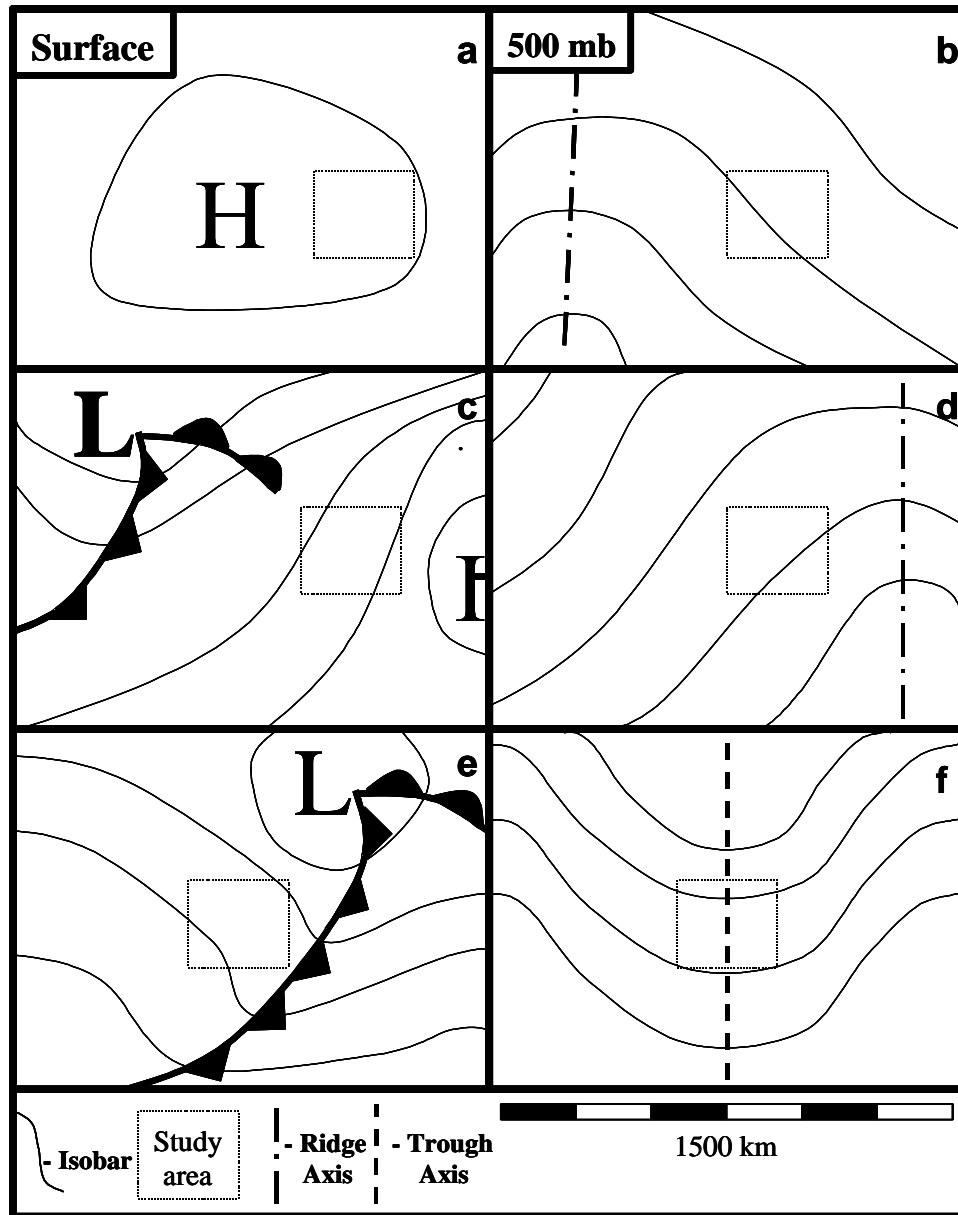 Surface
a
500 mb
b
H
L
c
d
H
L
e
f
- Isobar
Study
area
- Ridge
Axis
- Trough
Axis
1500 km